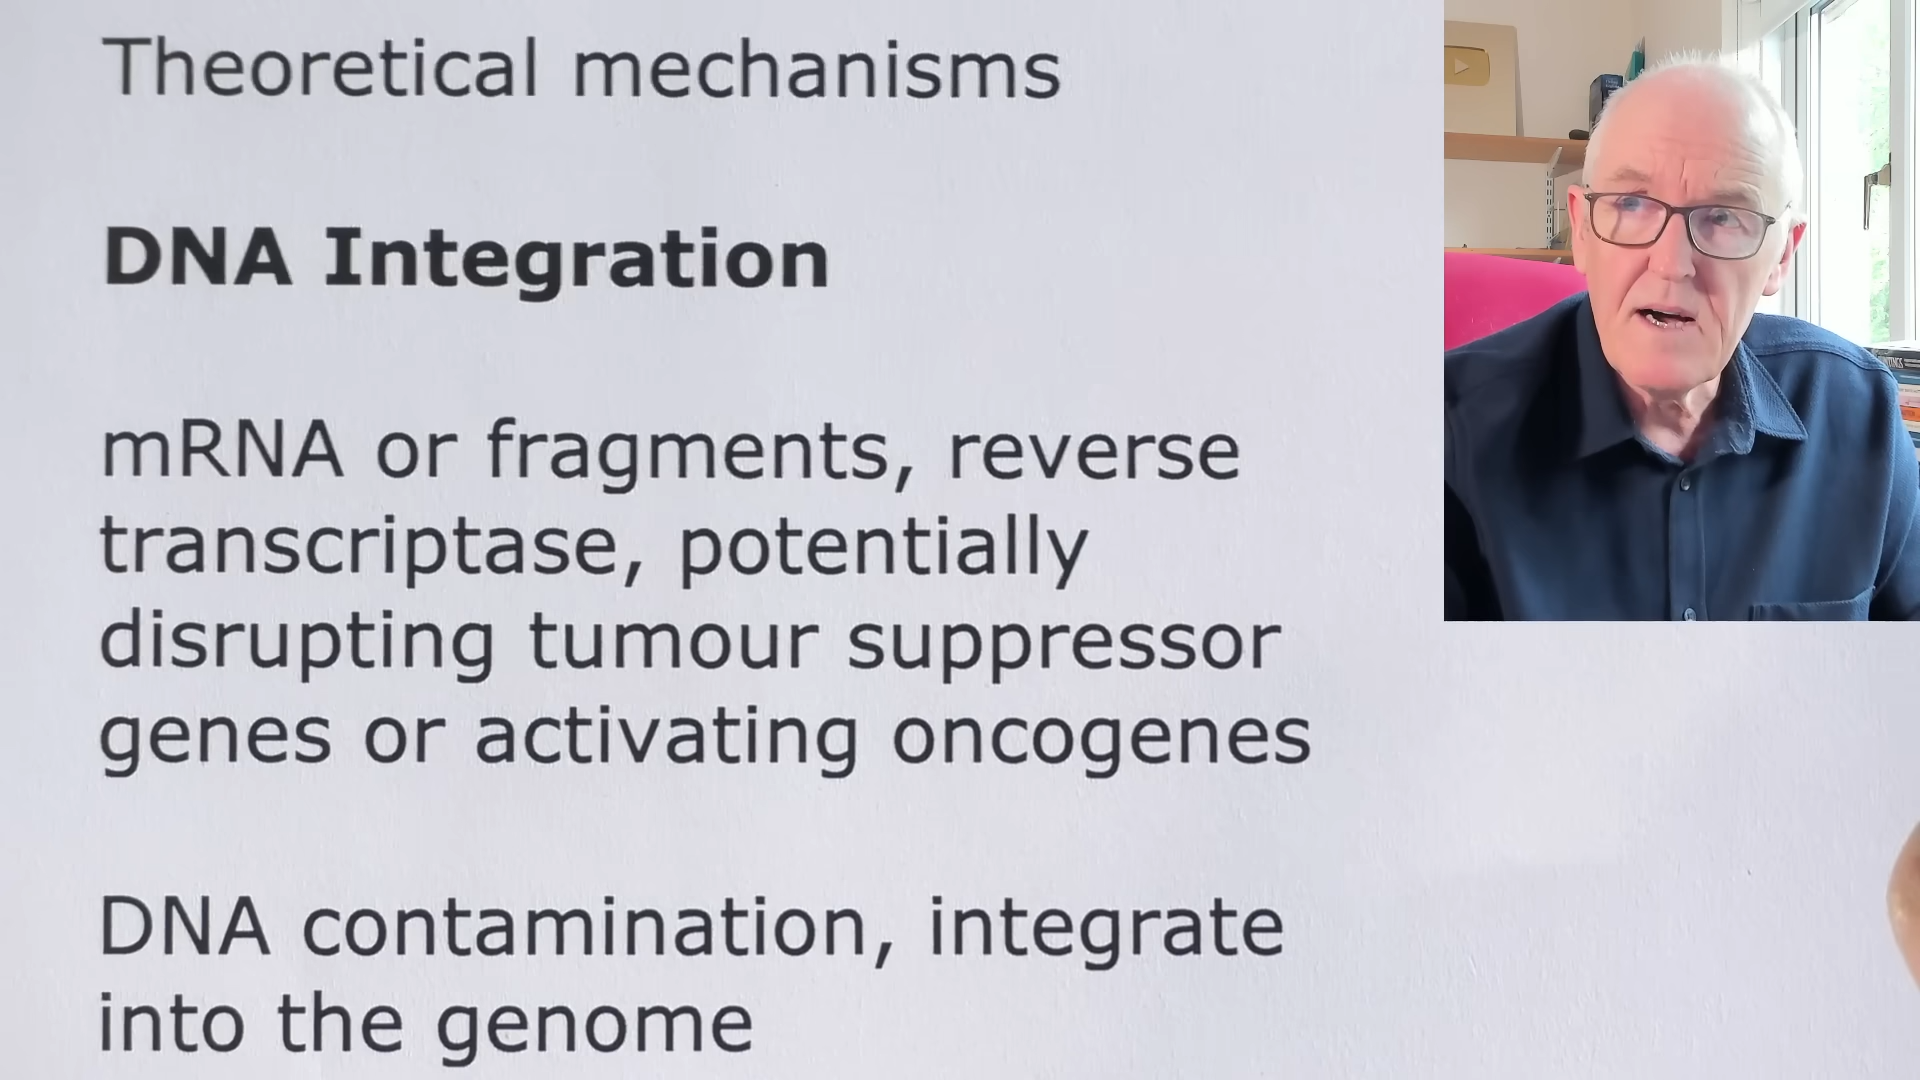 Theoretical mechanisms
DNA Integration
mRNA or fragments, reverse
transcriptase, potentially
disrupting tumour suppressor
genes or activating oncogenes
DNA contamination, integrate
into the genome